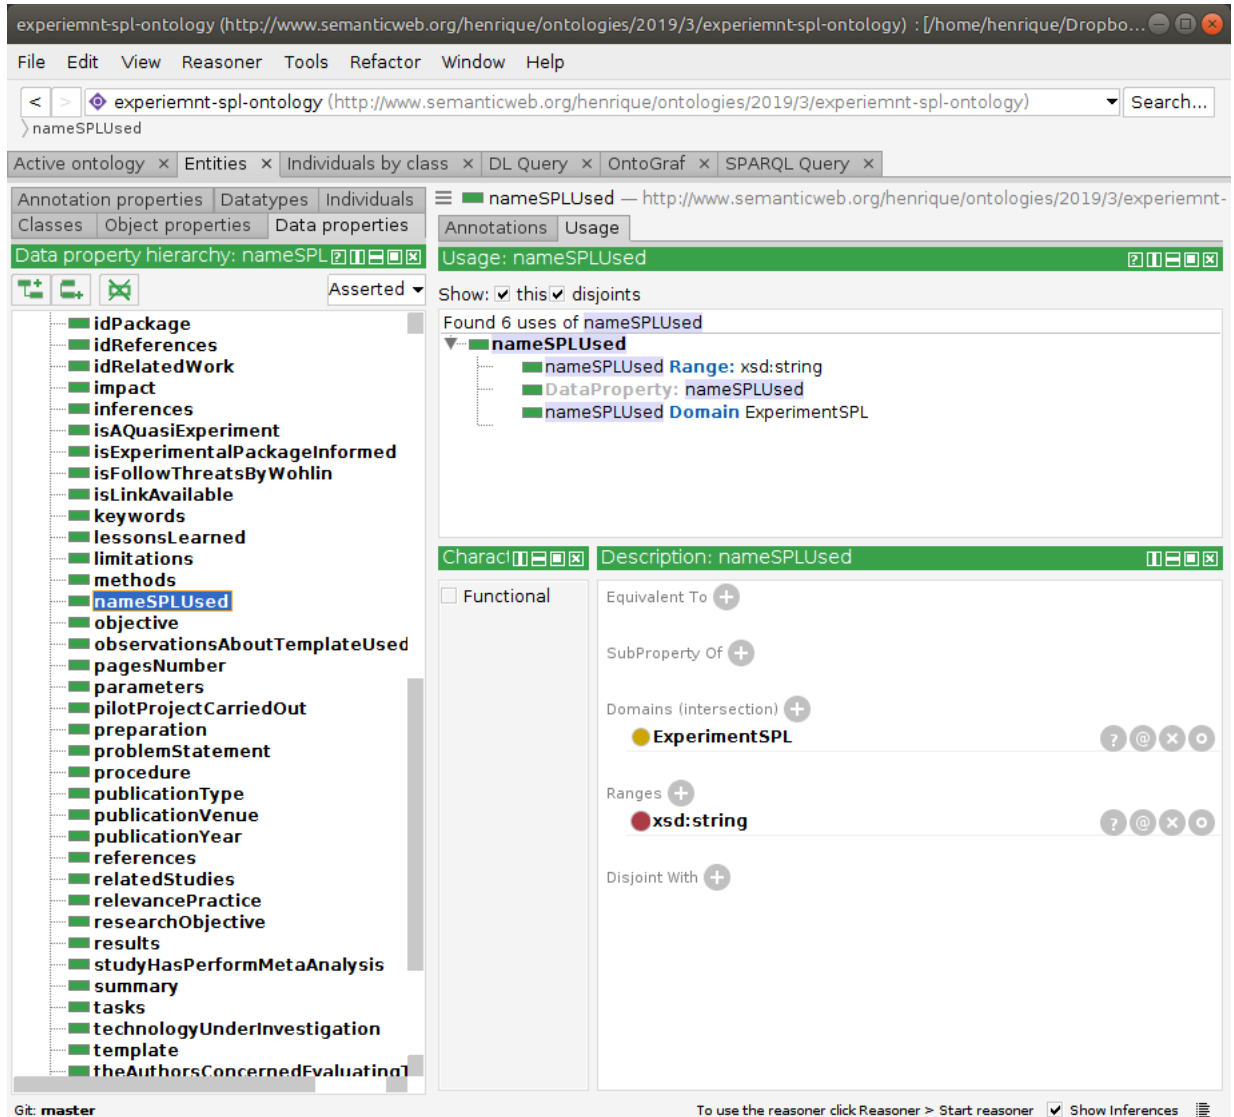 experiemnt-spl-ontology (http://www.semanticweb.org/henrique/ontologies/2019/3/experiemnt-spl-ontology) : [/home/henrique/Dropbo...
File Edit View Reasoner Tools Refactor Window Help
< > experiemnt-spl-ontology (http://www.semanticweb.org/henrique/ontologies/2019/3/experiemnt-spl-ontology) Search...
nameSPLUsed
Active ontology × Entities × Individuals by class × DL Query × OntoGraf × SPARQL Query ×
Annotation properties Datatypes Individuals
Classes Object properties Data properties
Data property hierarchy: nameSPL
Asserted
idPackage
idReferences
idRelatedWork
impact
inferences
isAQuasiExperiment
isExperimentalPackageInformed
isFollowThreatsByWohlin
isLinkAvailable
keywords
lessonsLearned
limitations
methods
nameSPLUsed
objective
observationsAboutTemplateUsed
pagesNumber
parameters
pilotProjectCarriedOut
preparation
problemStatement
procedure
publicationType
publicationVenue
publicationYear
references
relatedStudies
relevancePractice
researchObjective
results
studyHasPerformMetaAnalysis
summary
tasks
technologyUnderInvestigation
template
theAuthorsConcernedEvaluatingT
nameSPLUsed — http://www.semanticweb.org/henrique/ontologies/2019/3/experiemnt-
Annotations Usage
Usage: nameSPLUsed
Show: this disjoints
Found 6 uses of nameSPLUsed
nameSPLUsed
nameSPLUsed Range: xsd:string
DataProperty: nameSPLUsed
nameSPLUsed Domain ExperimentSPL
Charact
Functional
Description: nameSPLUsed
Equivalent To
SubProperty Of
Domains (intersection)
ExperimentSPL
Ranges
xsd:string
Disjoint With
Git: master
To use the reasoner click Reasoner > Start reasoner Show Inferences